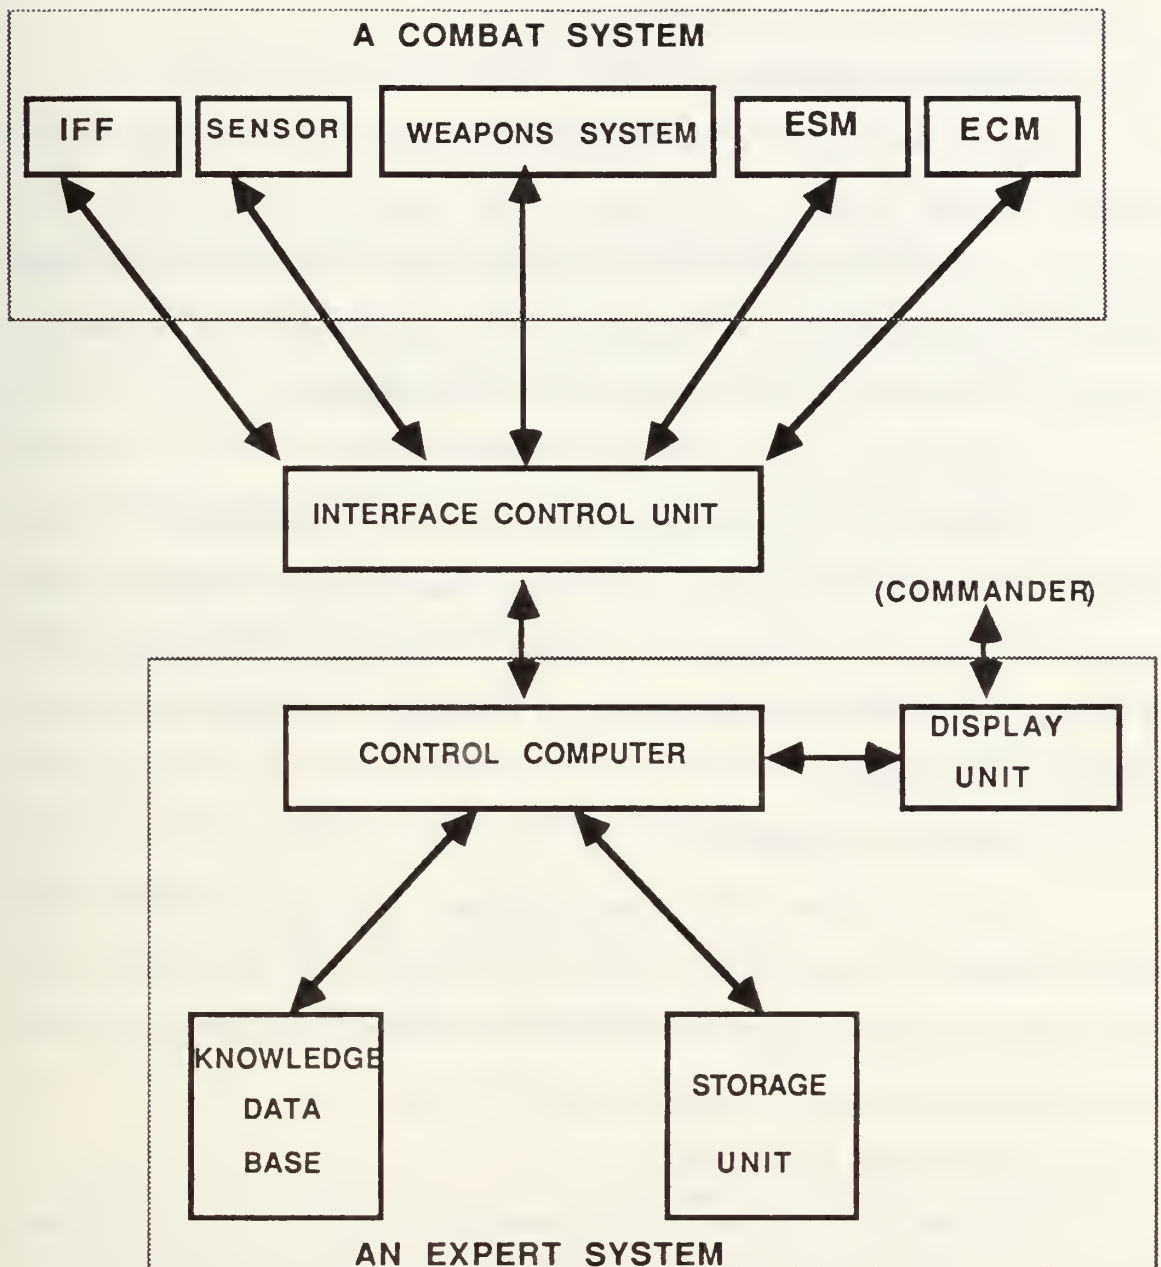 A COMBAT SYSTEM
IFF
SENSOR
WEAPONS SYSTEM
ESM
ECM
INTERFACE CONTROL UNIT
(COMMANDER)
CONTROL COMPUTER
DISPLAY
UNIT
KNOWLEDGE
DATA
BASE
STORAGE
UNIT
AN EXPERT SYSTEM